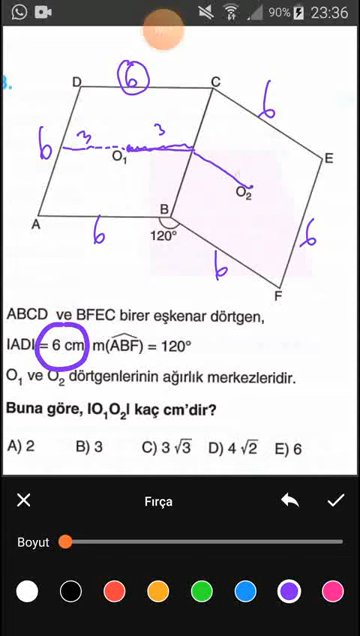 90% 23:36
3.
D 6 C
6 6
3 3
E
O₁
O₂
A B
6 120° 6 6
F
ABCD ve BFEC birer eşkenar dörtgen,
|AD| = 6 cm, m(ABF) = 120°
O₁ ve O₂ dörtgenlerinin ağırlık merkezleridir.
Buna göre, |O₁O₂| kaç cm'dir?
A) 2 B) 3 C) 3 √3 D) 4 √2 E) 6
Fırça
Boyut